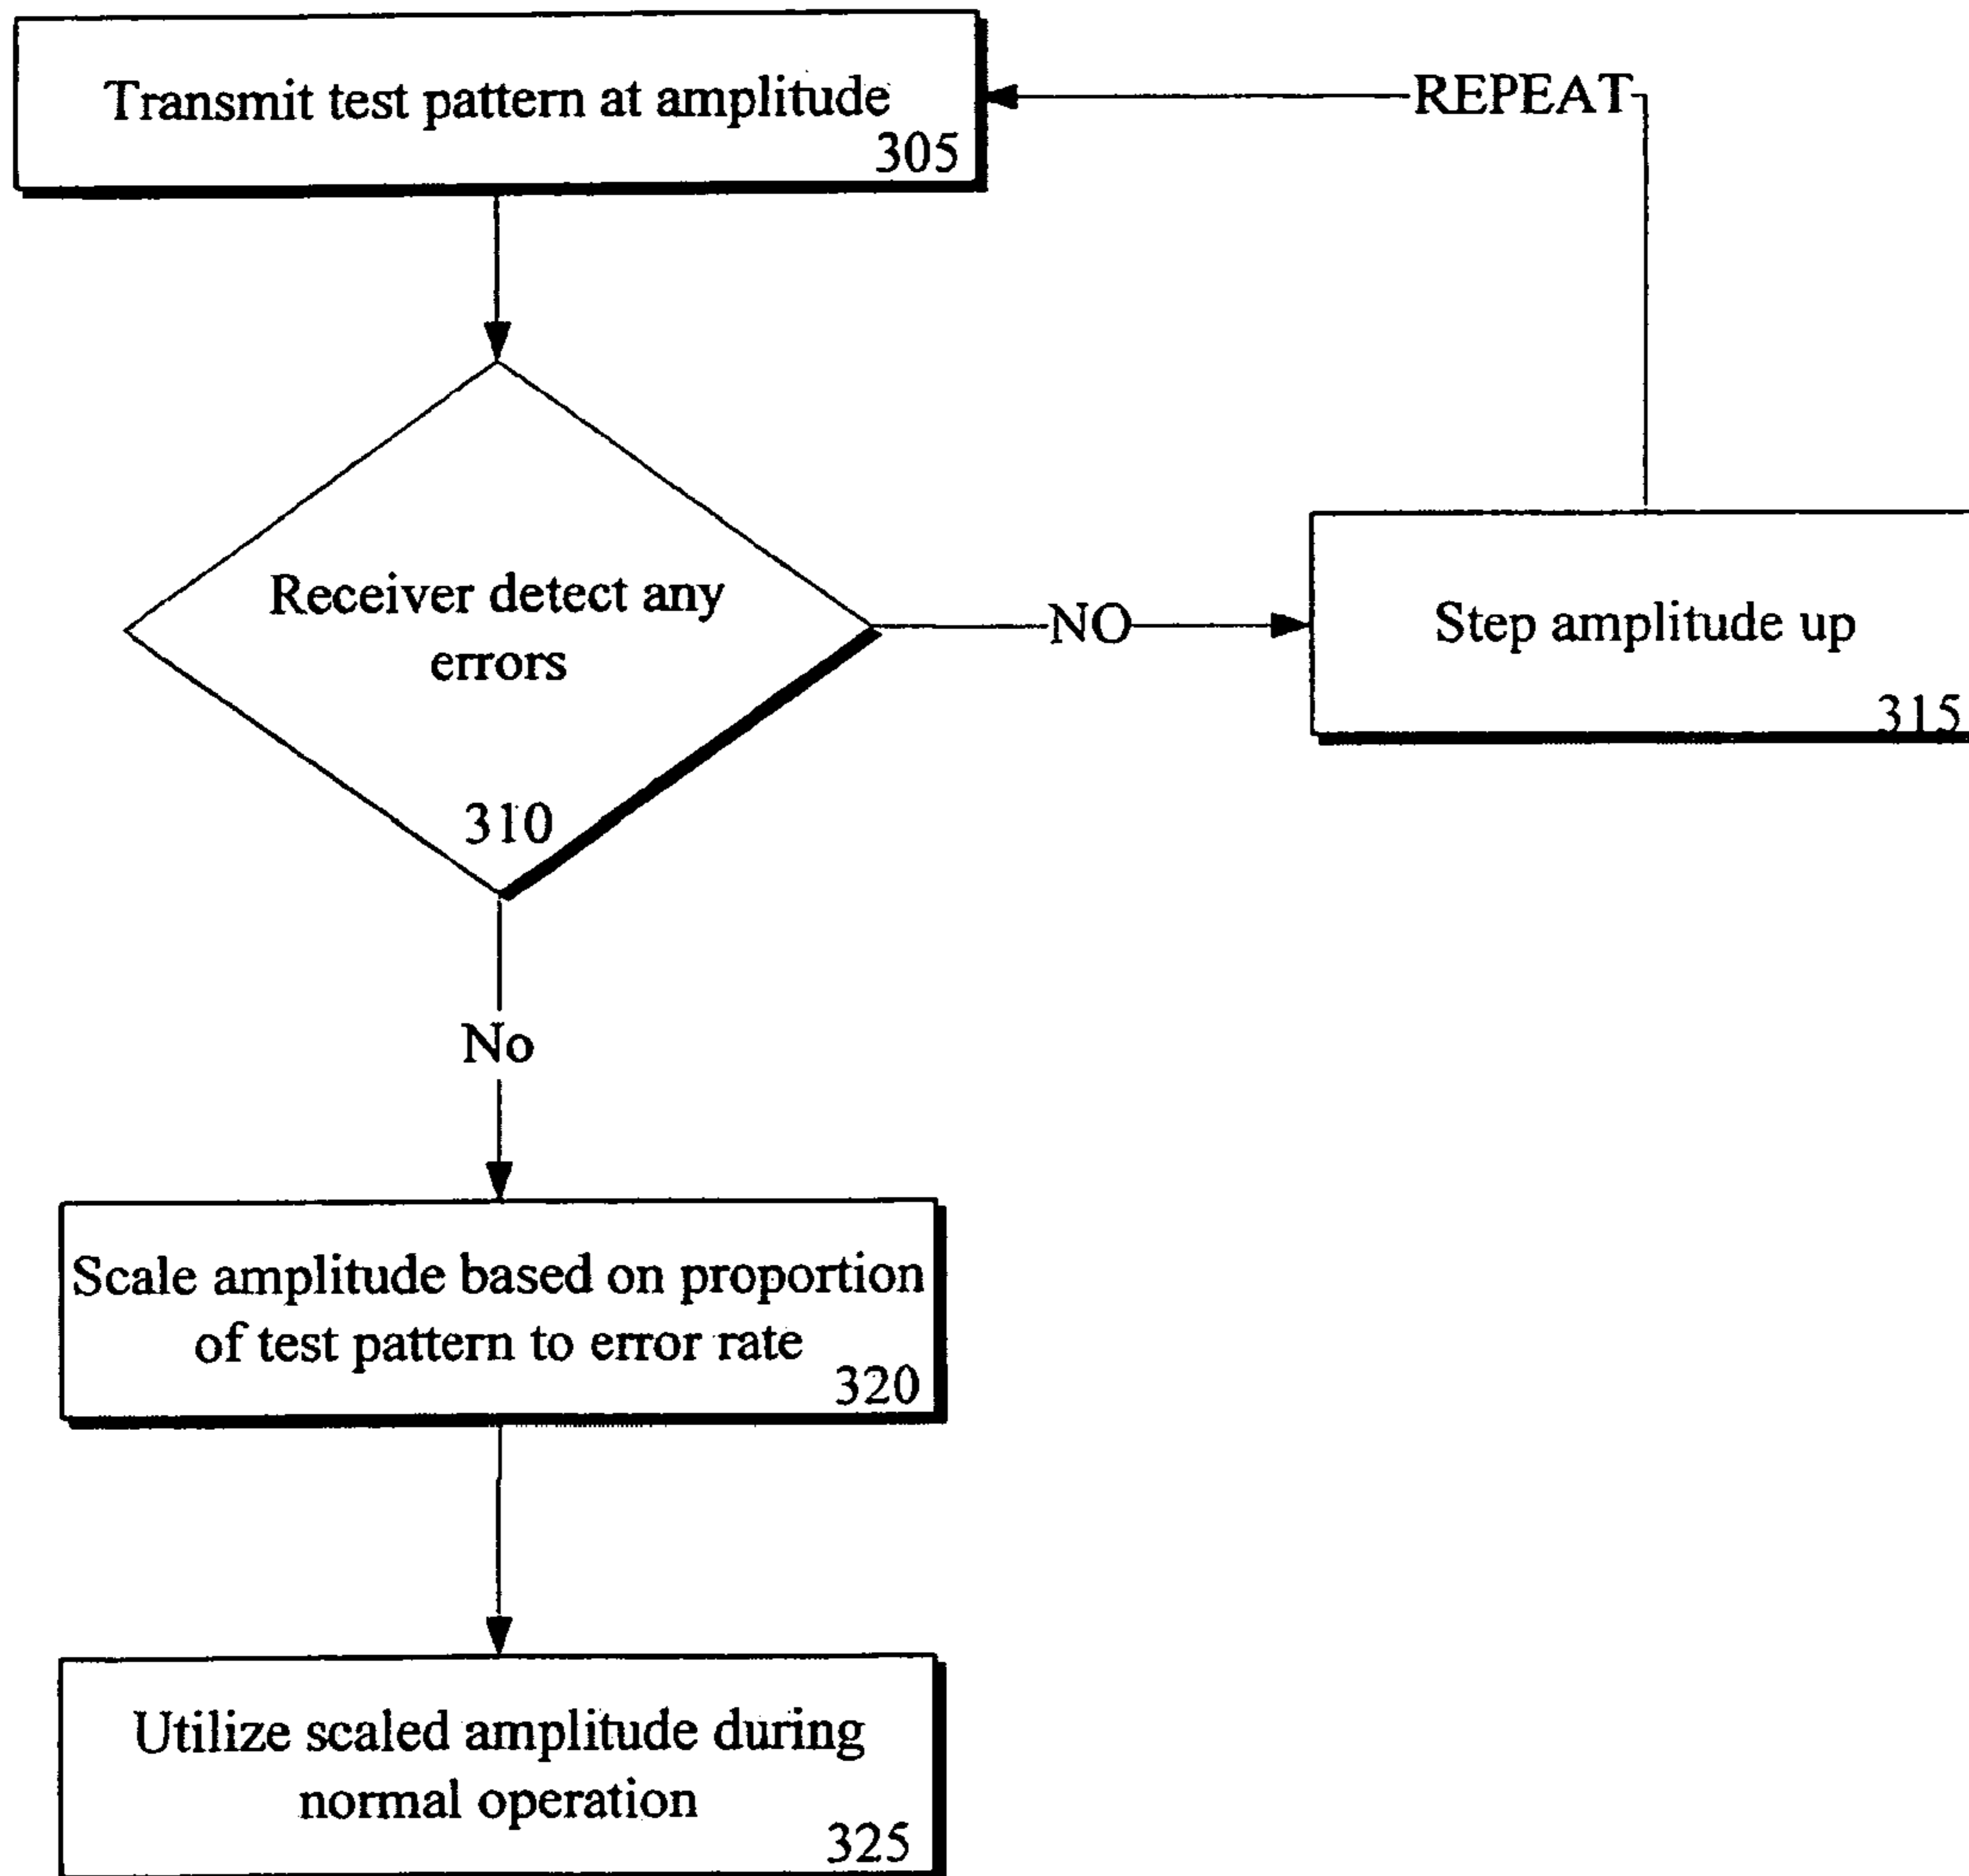 Transmit test pattern at amplitude
305
REPEAT
Receiver detect any
errors
310
NO
Step amplitude up
315
No
Scale amplitude based on proportion
of test pattern to error rate
320
Utilize scaled amplitude during
normal operation
325